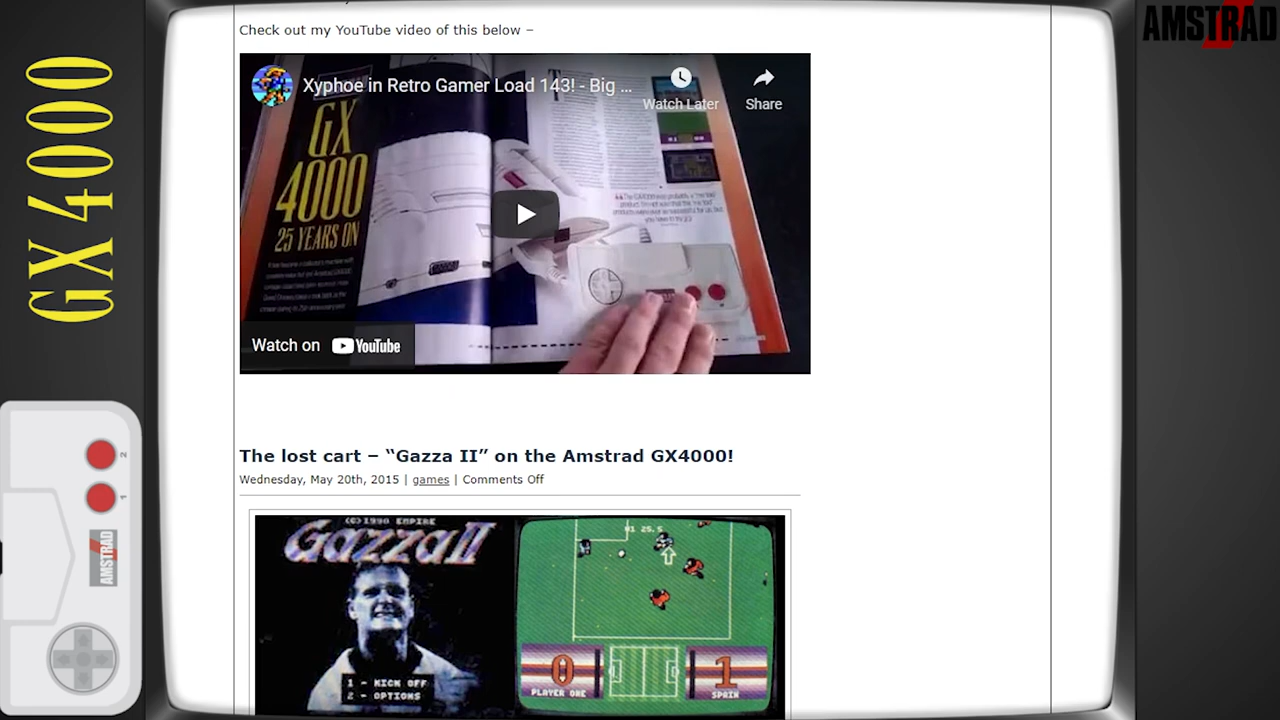 AMSTRAD
GX4000
Check out my YouTube video of this below –
Xyphoe in Retro Gamer Load 143! - Big ...
Watch Later
Share
GX
4000
25 YEARS ON
Watch on YouTube
The lost cart – “Gazza II” on the Amstrad GX4000!
Wednesday, May 20th, 2015 | games | Comments Off
(C)1990 EMPIRE
Gazza II
1 - KICK OFF
2 - OPTIONS
0
PLAYER ONE
1
SPAIN
2
1
AMSTRAD